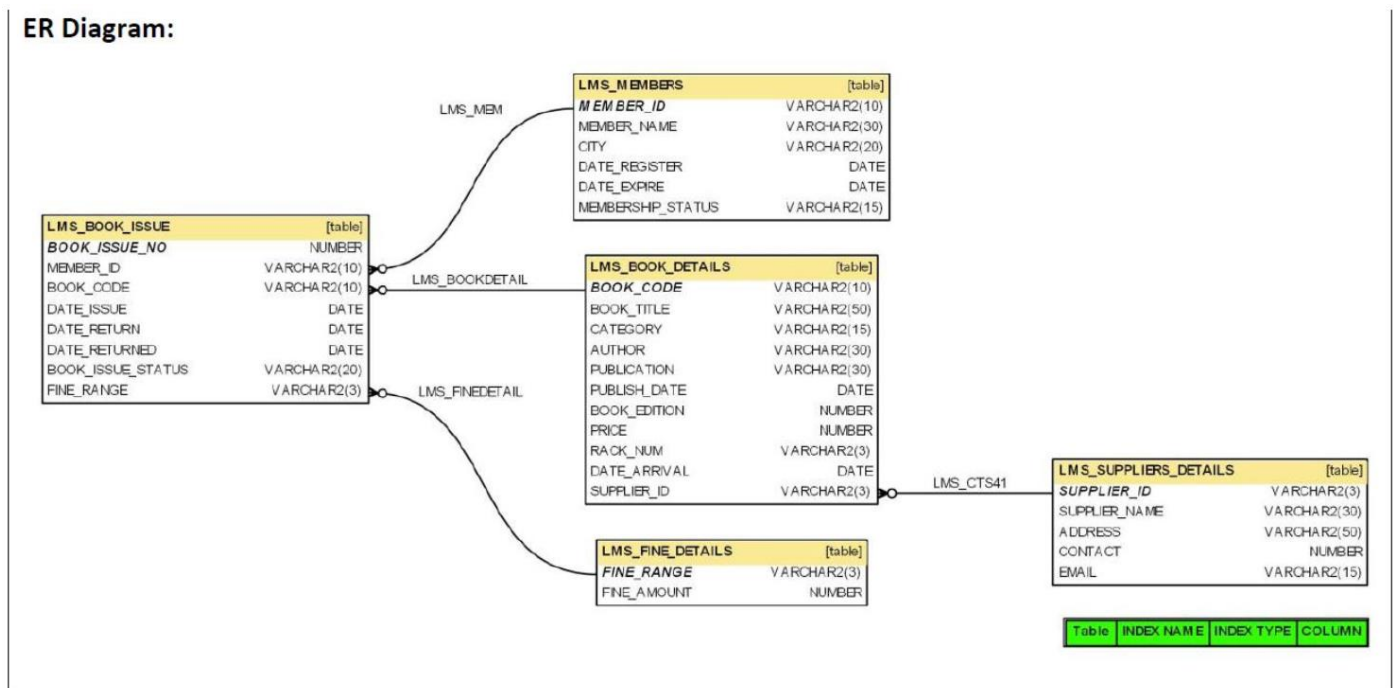 ER Diagram:
LMS_MEMBERS [table]
MEMBER_ID VARCHAR2(10)
MEMBER_NAME VARCHAR2(30)
CITY VARCHAR2(20)
DATE_REGISTER DATE
DATE_EXPIRE DATE
MEMBERSHIP_STATUS VARCHAR2(15)
LMS_MEM
LMS_BOOK_ISSUE [table]
BOOK_ISSUE_NO NUMBER
MEMBER_ID VARCHAR2(10)
BOOK_CODE VARCHAR2(10)
DATE_ISSUE DATE
DATE_RETURN DATE
DATE_RETURNED DATE
BOOK_ISSUE_STATUS VARCHAR2(20)
FINE_RANGE VARCHAR2(3)
LMS_BOOKDETAIL
LMS_FINEDETAIL
LMS_BOOK_DETAILS [table]
BOOK_CODE VARCHAR2(10)
BOOK_TITLE VARCHAR2(50)
CATEGORY VARCHAR2(15)
AUTHOR VARCHAR2(30)
PUBLICATION VARCHAR2(30)
PUBLISH_DATE DATE
BOOK_EDITION NUMBER
PRICE NUMBER
RACK_NUM VARCHAR2(3)
DATE_ARRIVAL DATE
SUPPLIER_ID VARCHAR2(3)
LMS_CTS41
LMS_SUPPLIERS_DETAILS [table]
SUPPLIER_ID VARCHAR2(3)
SUPPLIER_NAME VARCHAR2(30)
ADDRESS VARCHAR2(50)
CONTACT NUMBER
EMAIL VARCHAR2(15)
LMS_FINE_DETAILS [table]
FINE_RANGE VARCHAR2(3)
FINE_AMOUNT NUMBER
Table INDEX NAME INDEX TYPE COLUMN